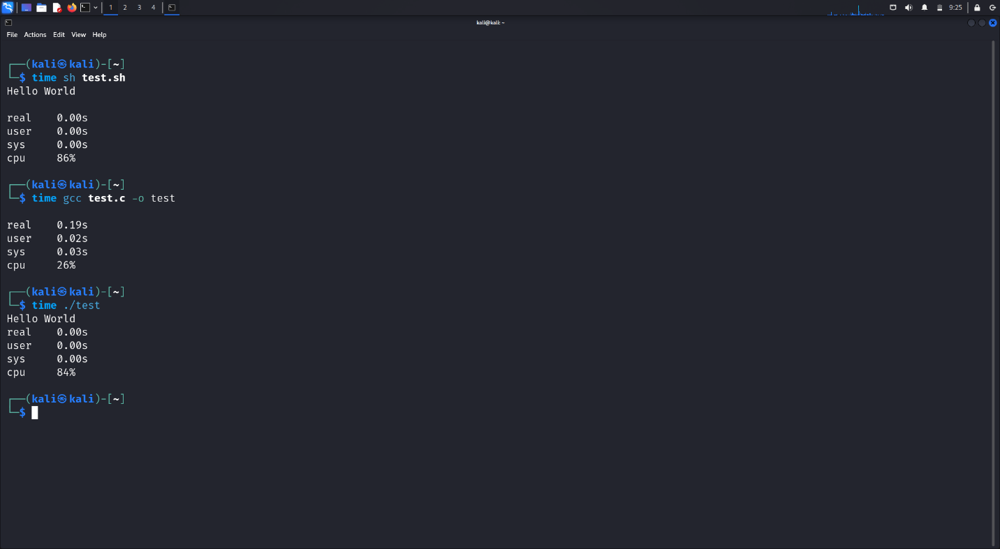 1 2 3 4 9:25
kali@kali: ~
File Actions Edit View Help
┌──(kali㉿kali)-[~]
└─$ time sh test.sh
Hello World
real 0.00s
user 0.00s
sys 0.00s
cpu 86%
┌──(kali㉿kali)-[~]
└─$ time gcc test.c -o test
real 0.19s
user 0.02s
sys 0.03s
cpu 26%
┌──(kali㉿kali)-[~]
└─$ time ./test
Hello World
real 0.00s
user 0.00s
sys 0.00s
cpu 84%
┌──(kali㉿kali)-[~]
└─$